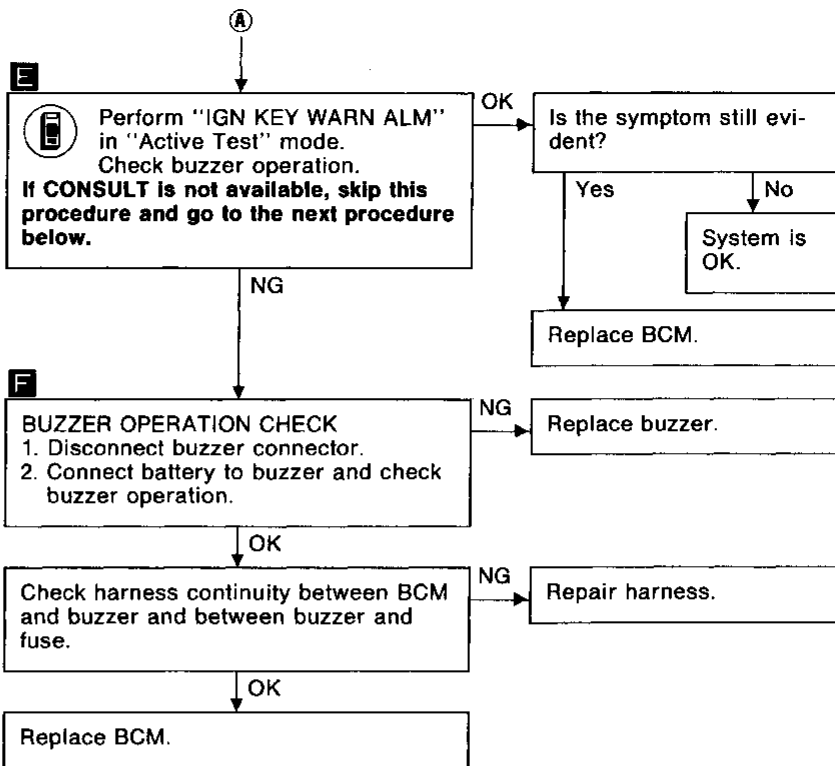 A
E
Perform "IGN KEY WARN ALM"
in "Active Test" mode.
Check buzzer operation.
If CONSULT is not available, skip this
procedure and go to the next procedure
below.
OK
Is the symptom still evi-
dent?
Yes
No
System is
OK.
Replace BCM.
NG
F
BUZZER OPERATION CHECK
1. Disconnect buzzer connector.
2. Connect battery to buzzer and check
buzzer operation.
NG
Replace buzzer.
OK
Check harness continuity between BCM
and buzzer and between buzzer and
fuse.
NG
Repair harness.
OK
Replace BCM.